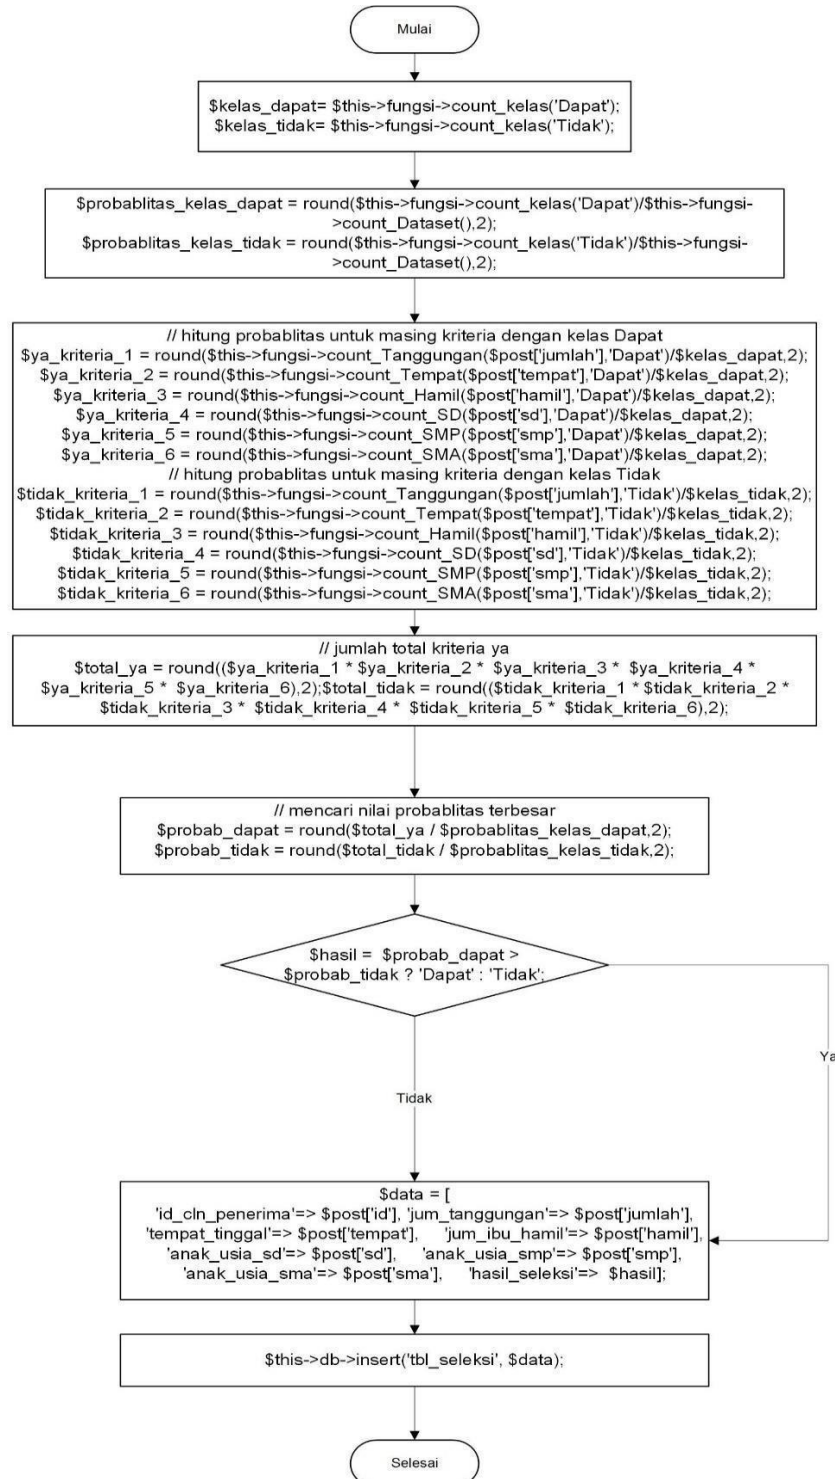 Mulai
$kelas_dapat= $this->fungsi->count_kelas('Dapat');
$kelas_tidak= $this->fungsi->count_kelas('Tidak');
$probablitas_kelas_dapat = round($this->fungsi->count_kelas('Dapat')/$this->fungsi-
>count_Dataset(),2);
$probablitas_kelas_tidak = round($this->fungsi->count_kelas('Tidak')/$this->fungsi-
>count_Dataset(),2);
// hitung probablitas untuk masing kriteria dengan kelas Dapat
$ya_kriteria_1 = round($this->fungsi->count_Tanggungan($post['jumlah'],'Dapat')/$kelas_dapat,2);
$ya_kriteria_2 = round($this->fungsi->count_Tempat($post['tempat'],'Dapat')/$kelas_dapat,2);
$ya_kriteria_3 = round($this->fungsi->count_Hamil($post['hamil'],'Dapat')/$kelas_dapat,2);
$ya_kriteria_4 = round($this->fungsi->count_SD($post['sd'],'Dapat')/$kelas_dapat,2);
$ya_kriteria_5 = round($this->fungsi->count_SMP($post['smp'],'Dapat')/$kelas_dapat,2);
$ya_kriteria_6 = round($this->fungsi->count_SMA($post['sma'],'Dapat')/$kelas_dapat,2);
// hitung probablitas untuk masing kriteria dengan kelas Tidak
$tidak_kriteria_1 = round($this->fungsi->count_Tanggungan($post['jumlah'],'Tidak')/$kelas_tidak,2);
$tidak_kriteria_2 = round($this->fungsi->count_Tempat($post['tempat'],'Tidak')/$kelas_tidak,2);
$tidak_kriteria_3 = round($this->fungsi->count_Hamil($post['hamil'],'Tidak')/$kelas_tidak,2);
$tidak_kriteria_4 = round($this->fungsi->count_SD($post['sd'],'Tidak')/$kelas_tidak,2);
$tidak_kriteria_5 = round($this->fungsi->count_SMP($post['smp'],'Tidak')/$kelas_tidak,2);
$tidak_kriteria_6 = round($this->fungsi->count_SMA($post['sma'],'Tidak')/$kelas_tidak,2);
// jumlah total kriteria ya
$total_ya = round(($ya_kriteria_1 * $ya_kriteria_2 * $ya_kriteria_3 * $ya_kriteria_4 *
$ya_kriteria_5 * $ya_kriteria_6),2);$total_tidak = round(($tidak_kriteria_1 * $tidak_kriteria_2 *
$tidak_kriteria_3 * $tidak_kriteria_4 * $tidak_kriteria_5 * $tidak_kriteria_6),2);
// mencari nilai probablitas terbesar
$probab_dapat = round($total_ya / $probablitas_kelas_dapat,2);
$probab_tidak = round($total_tidak / $probablitas_kelas_tidak,2);
$hasil = $probab_dapat >
$probab_tidak ? 'Dapat' : 'Tidak';
Ya
Tidak
$data = [
'id_cln_penerima'=> $post['id'], 'jum_tanggungan'=> $post['jumlah'],
'tempat_tinggal'=> $post['tempat'], 'jum_ibu_hamil'=> $post['hamil'],
'anak_usia_sd'=> $post['sd'], 'anak_usia_smp'=> $post['smp'],
'anak_usia_sma'=> $post['sma'], 'hasil_seleksi'=> $hasil];
$this->db->insert('tbl_seleksi', $data);
Selesai